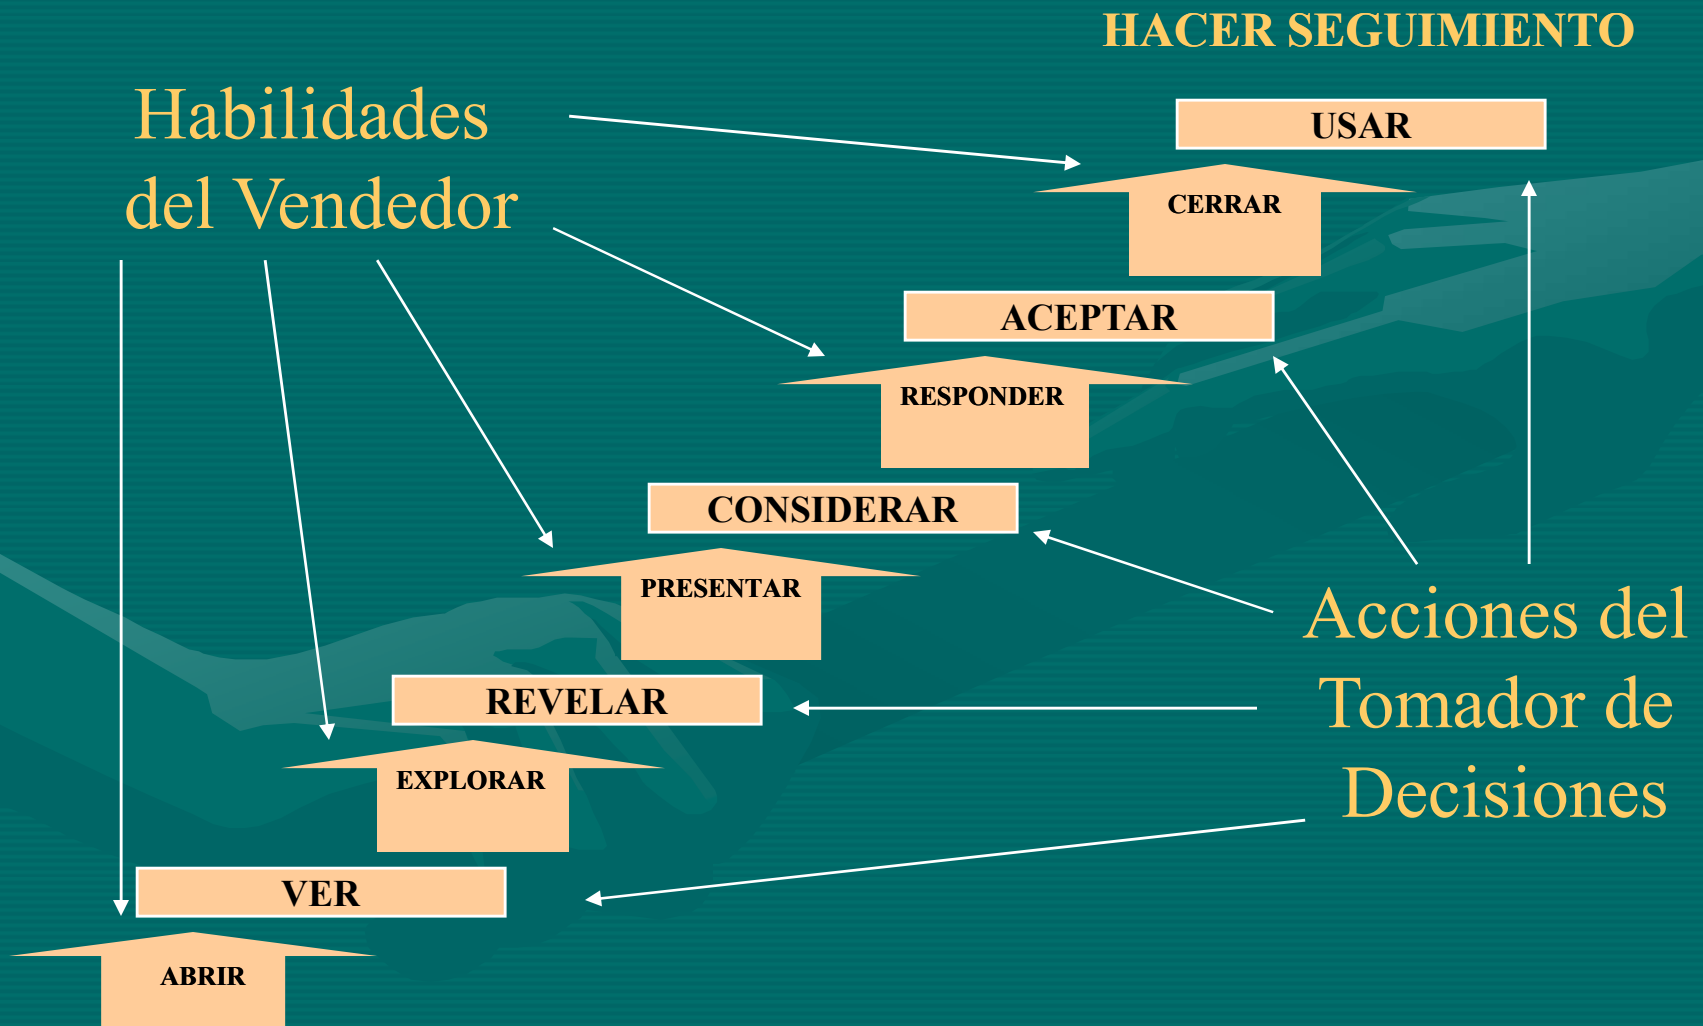 HACER SEGUIMIENTO
Habilidades
del Vendedor
USAR
CERRAR
ACEPTAR
RESPONDER
CONSIDERAR
PRESENTAR
Acciones del
Tomador de
Decisiones
REVELAR
EXPLORAR
VER
ABRIR